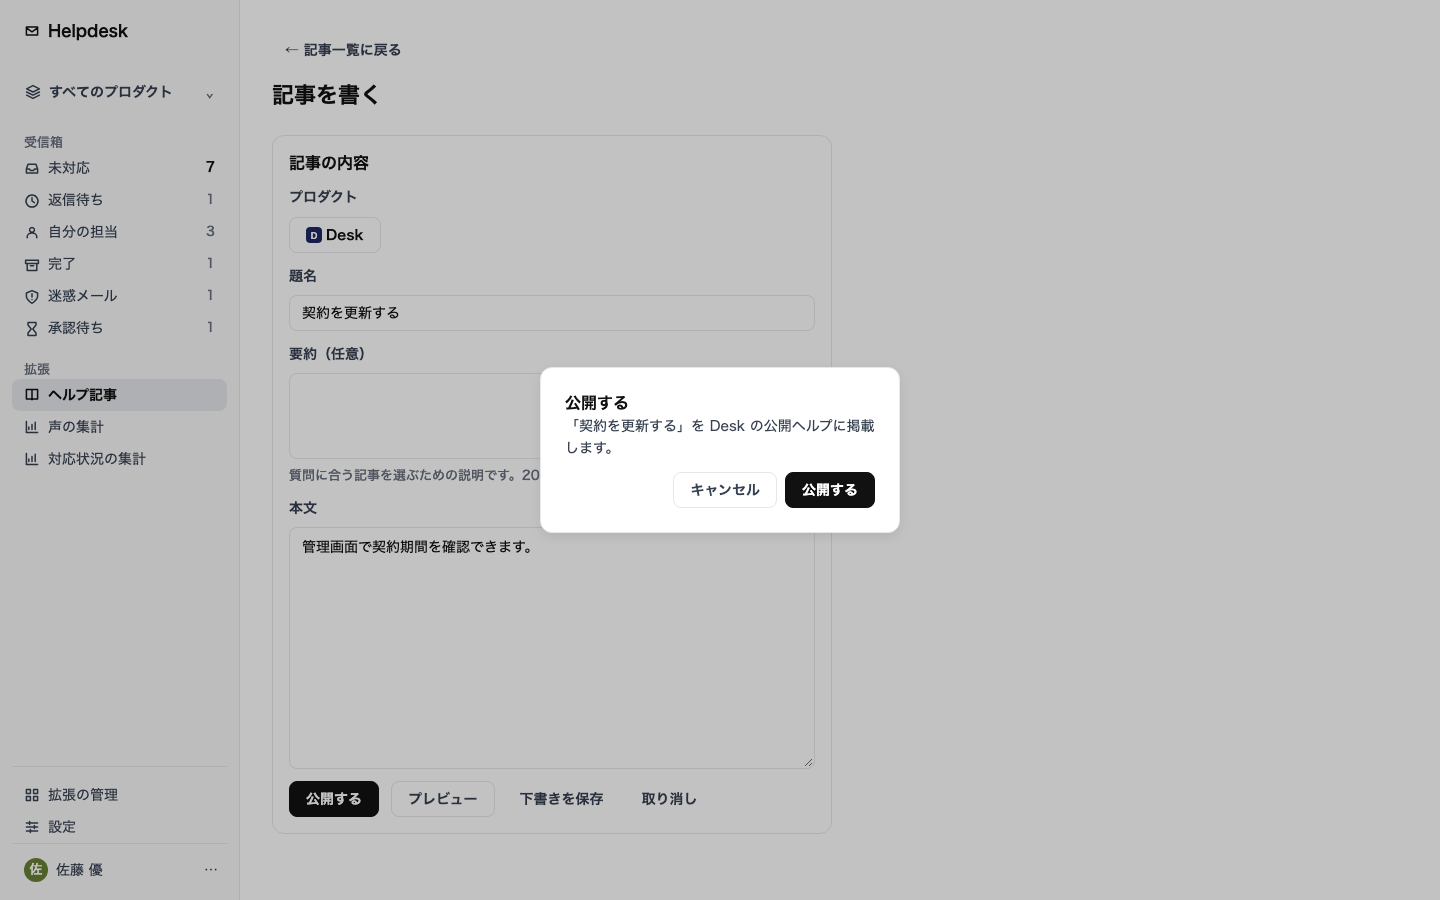 Helpdesk
すべてのプロダクト
受信箱
未対応 7
返信待ち 1
自分の担当 3
完了 1
迷惑メール 1
承認待ち 1
拡張
ヘルプ記事
声の集計
対応状況の集計
拡張の管理
設定
佐 佐藤 優 …
← 記事一覧に戻る
記事を書く
記事の内容
プロダクト
D Desk
題名
契約を更新する
要約（任意）
質問に合う記事を選ぶための説明です。20
本文
管理画面で契約期間を確認できます。
公開する プレビュー 下書きを保存 取り消し
公開する
「契約を更新する」を Desk の公開ヘルプに掲載
します。
キャンセル 公開する